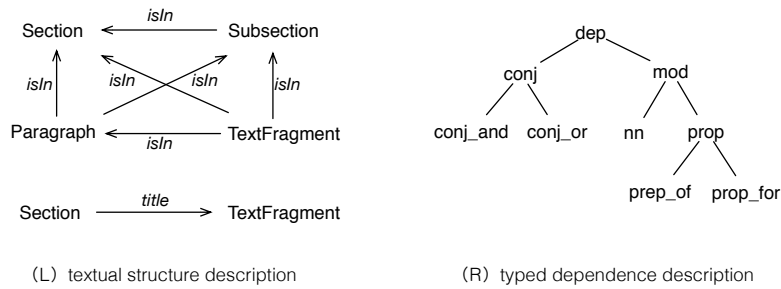 isIn
Section Subsection
isIn isIn isIn isIn
Paragraph TextFragment
isIn
title
Section TextFragment
(L) textual structure description
dep
conj mod
conj_and conj_or nn prop
prep_of prop_for
(R) typed dependence description